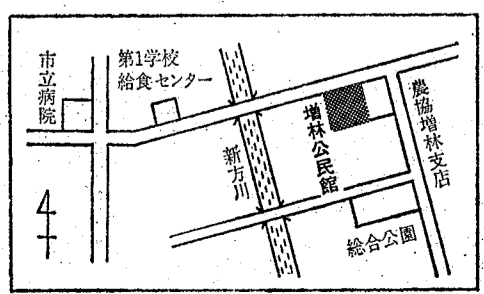 市立病院
第1学校
給食センター
新方川
増林公民館
農協増林支店
総合公園